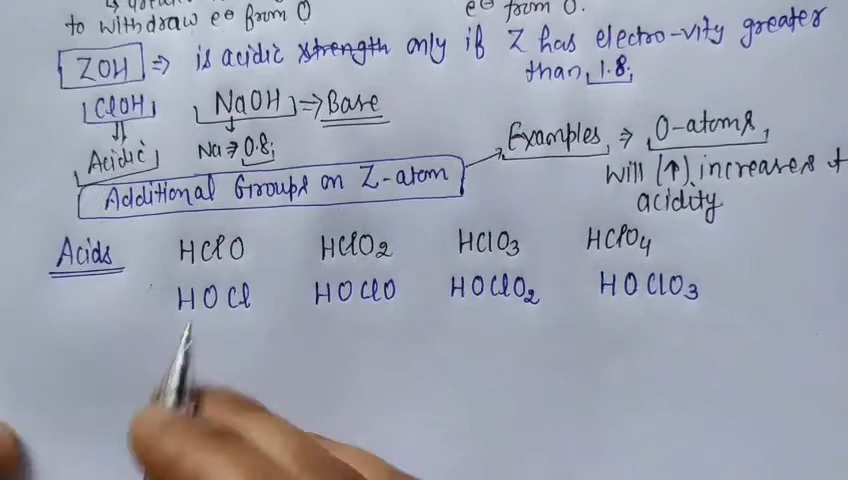 to withdraw e⊖ from O
e⊖ from O.
ZOH ⇒ is acidic strength only if Z has electro-vity greater
than 1.8;
ClOH NaOH ⇒ Base
Acidic Na ⇒ 0.8;
Examples ⇒ O-atoms,
will (↑) increases t
acidity
Additional Groups on Z-atom
Acids HClO HClO2 HClO3 HClO4
HOCl HOClO HOClO2 HOClO3